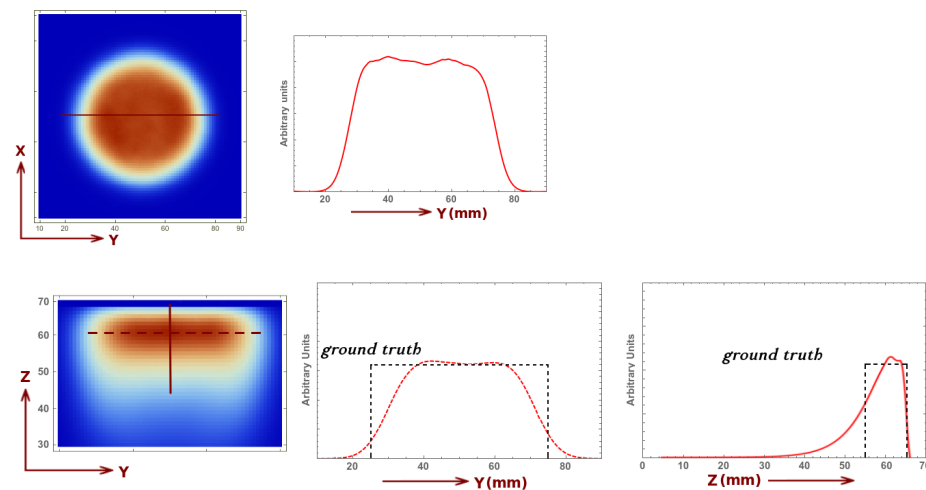 X
10 20 40 60 80 90
Y
Arbitrary units
20 40 60 80
Y (mm)
70
60
50
40
30
Z
Y
Arbitrary Units
ground truth
20 40 60 80
Y (mm)
Arbitrary Units
ground truth
0 10 20 30 40 50 60 70
Z (mm)